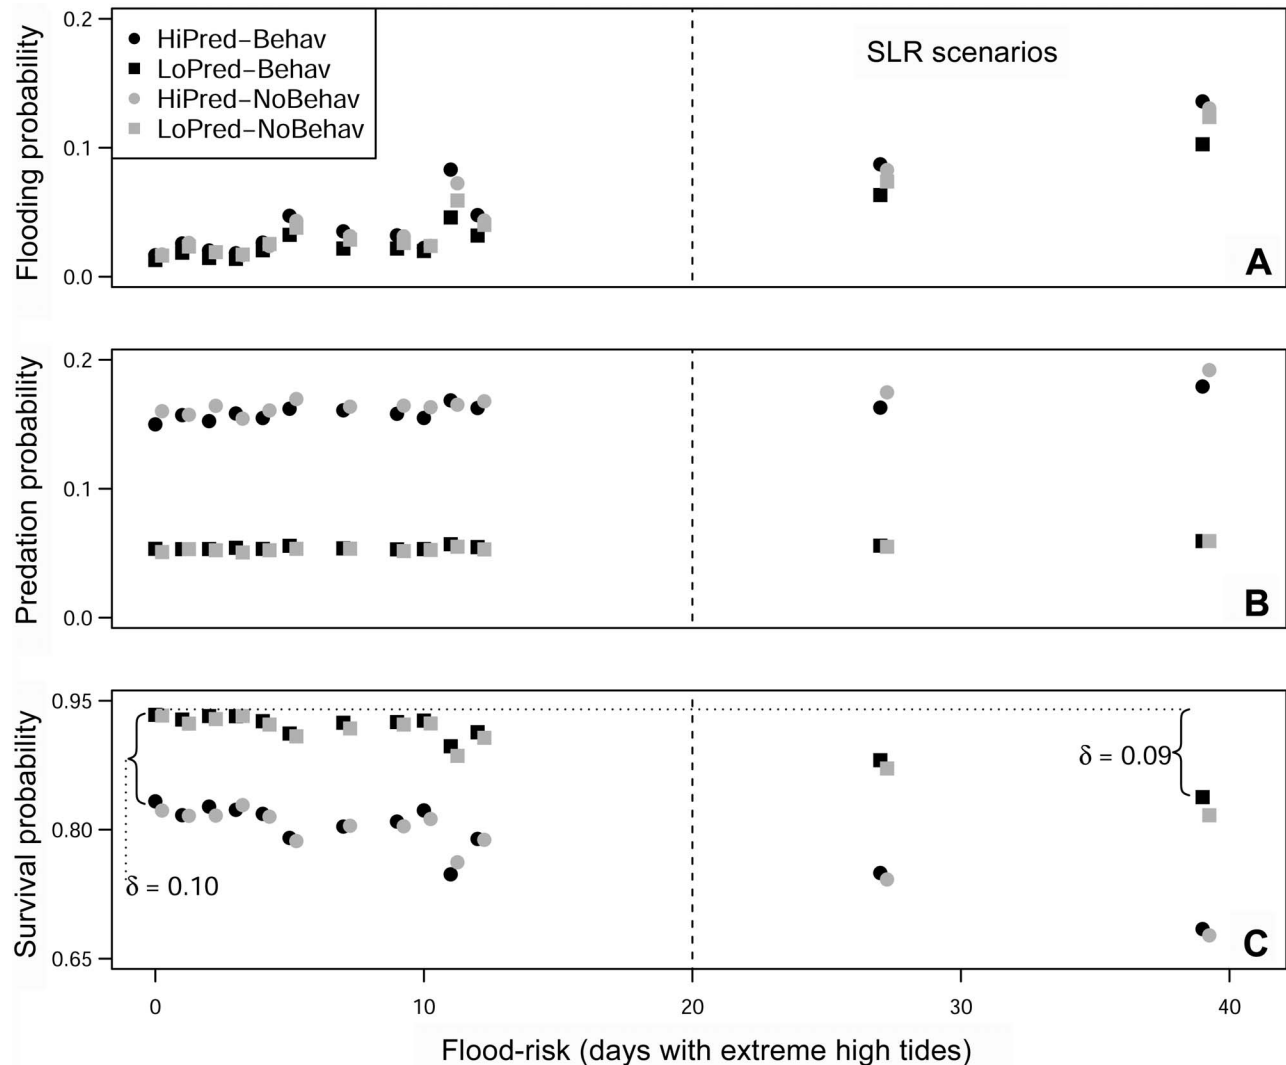 0.2
HiPred–Behav
LoPred–Behav
HiPred–NoBehav
LoPred–NoBehav
SLR scenarios
0.1
0.0
Flooding probability
A
0.2
0.1
0.0
Predation probability
B
0.95
0.80
0.65
Survival probability
δ = 0.09
δ = 0.10
C
0 10 20 30 40
Flood-risk (days with extreme high tides)